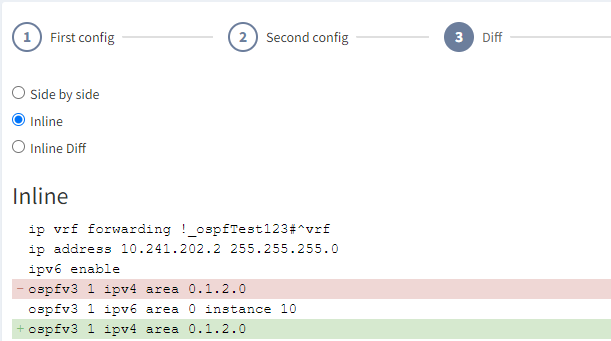 1 First config 2 Second config 3 Diff
Side by side
Inline
Inline Diff
Inline
ip vrf forwarding !_ospfTest123#^vrf
ip address 10.241.202.2 255.255.255.0
ipv6 enable
- ospfv3 1 ipv4 area 0.1.2.0
ospfv3 1 ipv6 area 0 instance 10
+ ospfv3 1 ipv4 area 0.1.2.0